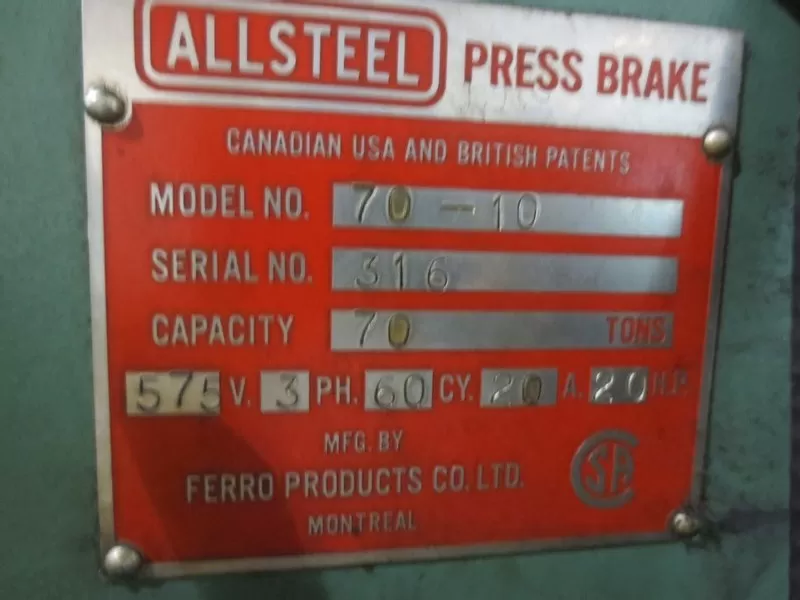 ALLSTEEL PRESS BRAKE
CANADIAN USA AND BRITISH PATENTS
MODEL NO. 70-10
SERIAL NO. 316
CAPACITY 70 TONS
575 V. 3 PH. 60 CY. 20 A. 20 H.P.
MFG. BY
FERRO PRODUCTS CO. LTD.
MONTREAL
CSA